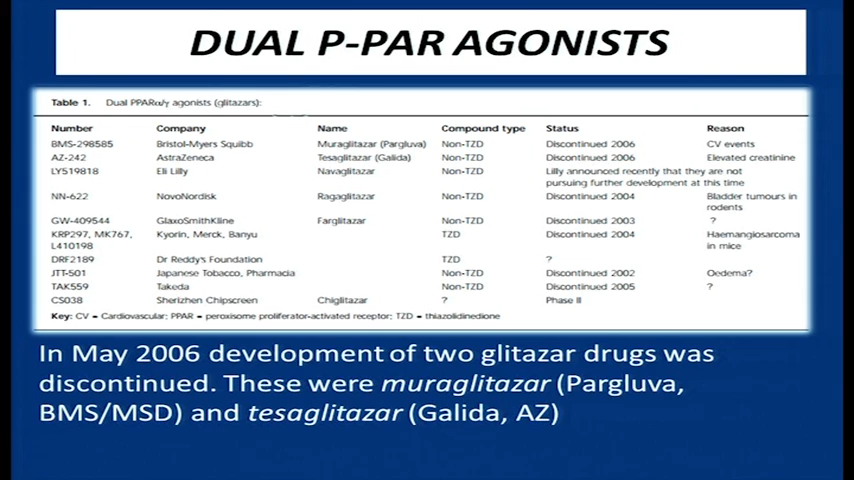 DUAL P-PAR AGONISTS
Table 1. Dual PPARα/γ agonists (glitazars):
Number Company Name Compound type Status Reason
BMS-298585 Bristol-Myers Squibb Muraglitazar (Pargluva) Non-TZD Discontinued 2006 CV events
AZ-242 AstraZeneca Tesaglitazar (Galida) Non-TZD Discontinued 2006 Elevated creatinine
LY519818 Eli Lilly Navaglitazar Non-TZD Lilly announced recently that they are not
pursuing further development at this time
NN-622 NovoNordisk Ragaglitazar Non-TZD Discontinued 2004 Bladder tumours in
rodents
GW-409544 GlaxoSmithKline Farglitazar Non-TZD Discontinued 2003 ?
KRP297, MK767, Kyorin, Merck, Banyu TZD Discontinued 2004 Haemangiosarcoma
L410198 in mice
DRF2189 Dr Reddy's Foundation TZD ?
JTT-501 Japanese Tobacco, Pharmacia Non-TZD Discontinued 2002 Oedema?
TAK559 Takeda Non-TZD Discontinued 2005 ?
CS038 Shenzhen Chipscreen Chiglitazar ? Phase II
Key: CV = Cardiovascular; PPAR = peroxisome proliferator-activated receptor; TZD = thiazolidinedione
In May 2006 development of two glitazar drugs was
discontinued. These were muraglitazar (Pargluva,
BMS/MSD) and tesaglitazar (Galida, AZ)